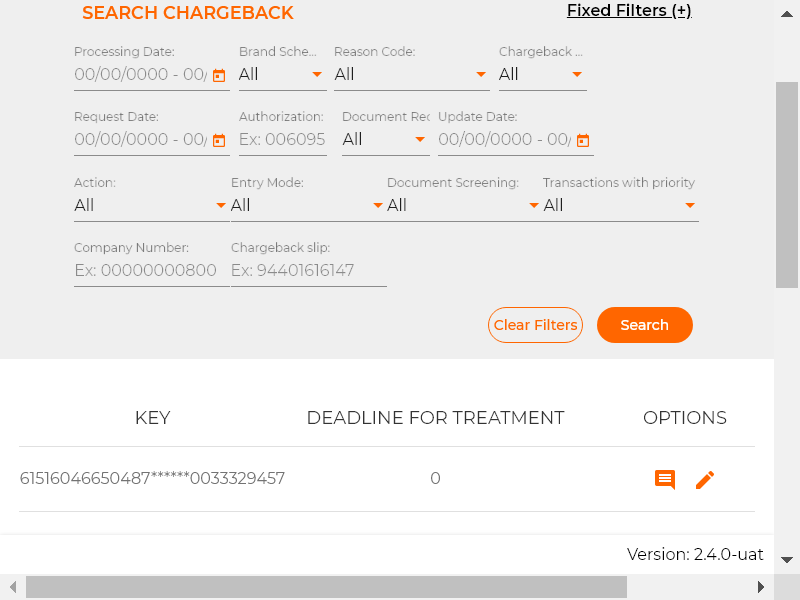 SEARCH CHARGEBACK
Fixed Filters (+)
Processing Date: Brand Sche... Reason Code: Chargeback ...
00/00/0000 - 00/ All All All
Request Date: Authorization: Document Rec Update Date:
00/00/0000 - 00/ Ex: 006095 All 00/00/0000 - 00/
Action: Entry Mode: Document Screening: Transactions with priority
All All All All
Company Number: Chargeback slip:
Ex: 00000000800 Ex: 94401616147
Clear Filters Search
KEY DEADLINE FOR TREATMENT OPTIONS
61516046650487******0033329457 0
Version: 2.4.0-uat